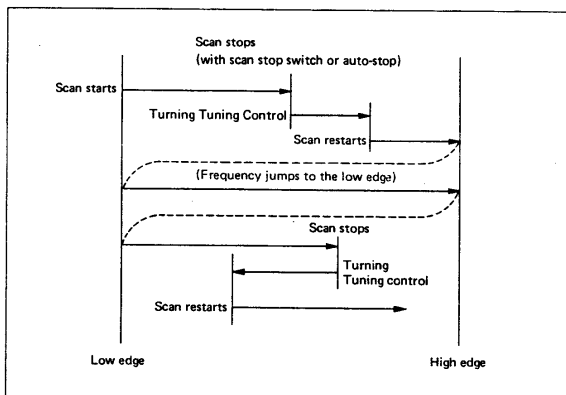 Scan stops
(with scan stop switch or auto-stop)
Scan starts
Turning Tuning Control
Scan restarts
(Frequency jumps to the low edge)
Scan stops
Turning
Tuning control
Scan restarts
Low edge
High edge